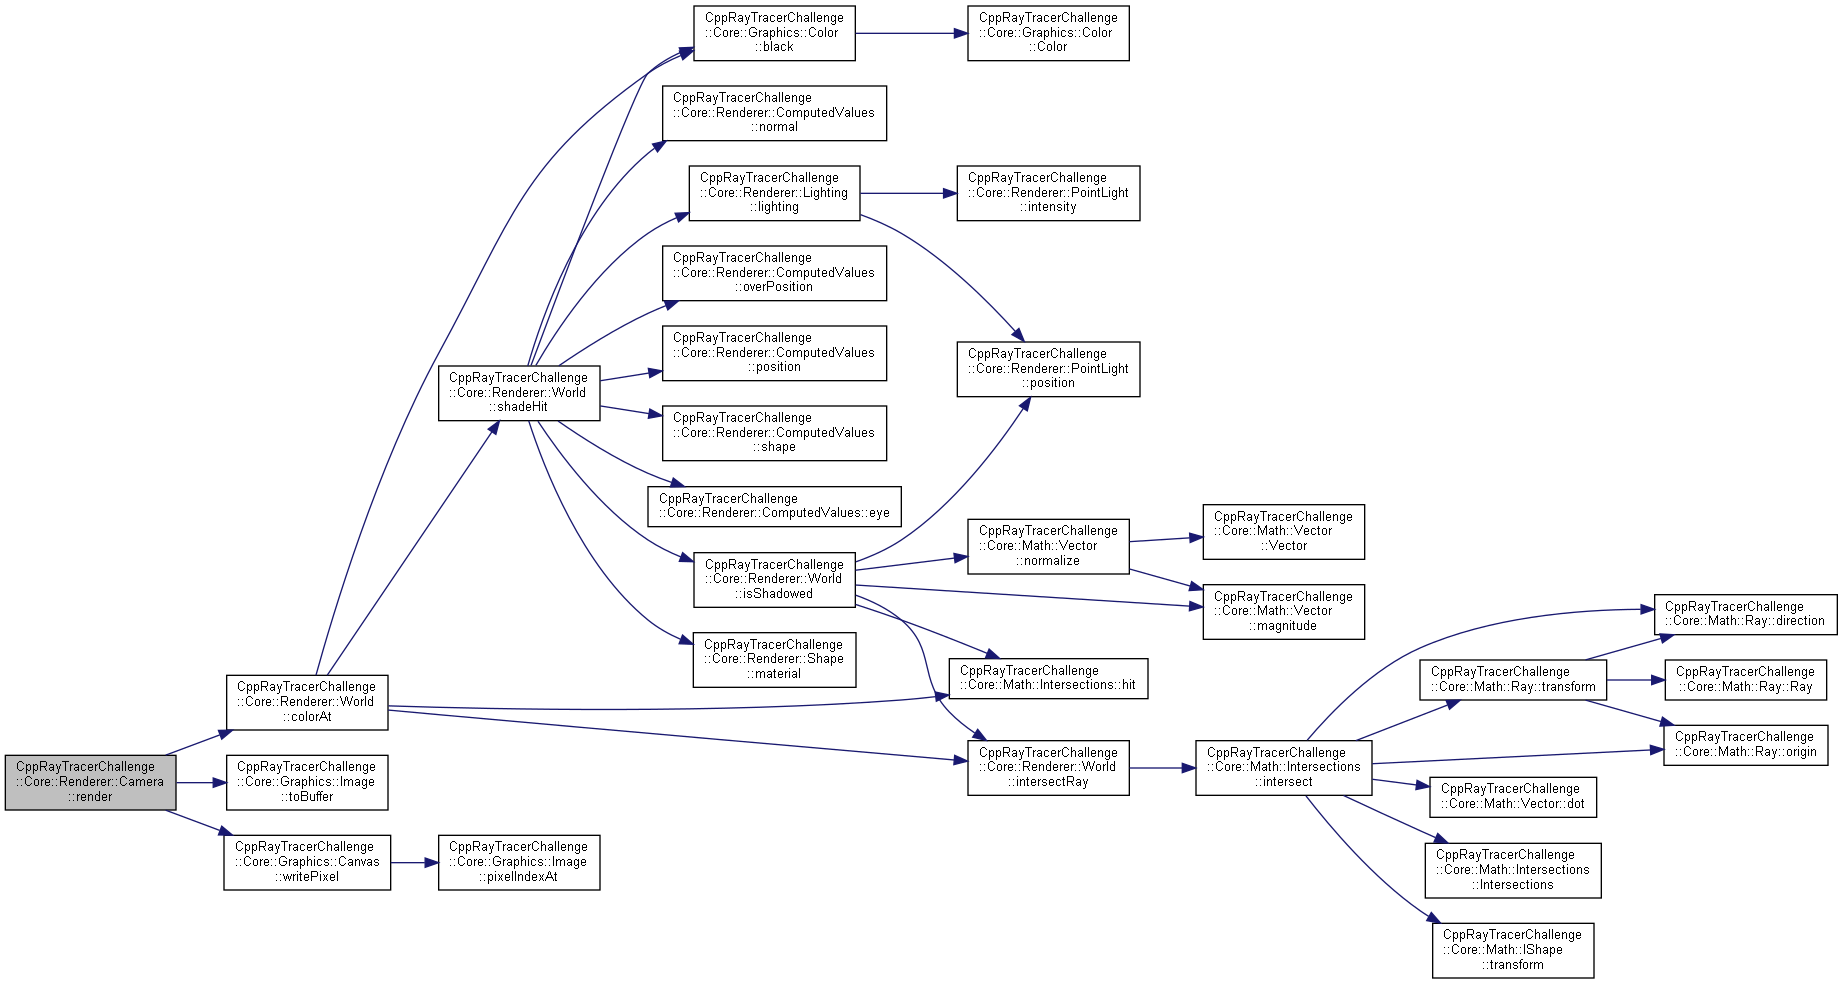 CppRayTracerChallenge
::Core::Graphics::Color
::black
CppRayTracerChallenge
::Core::Graphics::Color
::Color
CppRayTracerChallenge
::Core::Renderer::ComputedValues
::normal
CppRayTracerChallenge
::Core::Renderer::Lighting
::lighting
CppRayTracerChallenge
::Core::Renderer::PointLight
::intensity
CppRayTracerChallenge
::Core::Renderer::ComputedValues
::overPosition
CppRayTracerChallenge
::Core::Renderer::ComputedValues
::position
CppRayTracerChallenge
::Core::Renderer::PointLight
::position
CppRayTracerChallenge
::Core::Renderer::World
::shadeHit
CppRayTracerChallenge
::Core::Renderer::ComputedValues
::shape
CppRayTracerChallenge
::Core::Renderer::ComputedValues::eye
CppRayTracerChallenge
::Core::Math::Vector
::normalize
CppRayTracerChallenge
::Core::Math::Vector
::Vector
CppRayTracerChallenge
::Core::Renderer::World
::isShadowed
CppRayTracerChallenge
::Core::Math::Vector
::magnitude
CppRayTracerChallenge
::Core::Math::Ray::direction
CppRayTracerChallenge
::Core::Renderer::Shape
::material
CppRayTracerChallenge
::Core::Math::Intersections::hit
CppRayTracerChallenge
::Core::Math::Ray::transform
CppRayTracerChallenge
::Core::Math::Ray::Ray
CppRayTracerChallenge
::Core::Renderer::World
::colorAt
CppRayTracerChallenge
::Core::Math::Ray::origin
CppRayTracerChallenge
::Core::Renderer::Camera
::render
CppRayTracerChallenge
::Core::Graphics::Image
::toBuffer
CppRayTracerChallenge
::Core::Renderer::World
::intersectRay
CppRayTracerChallenge
::Core::Math::Intersections
::intersect
CppRayTracerChallenge
::Core::Math::Vector::dot
CppRayTracerChallenge
::Core::Graphics::Canvas
::writePixel
CppRayTracerChallenge
::Core::Graphics::Image
::pixelIndexAt
CppRayTracerChallenge
::Core::Math::Intersections
::Intersections
CppRayTracerChallenge
::Core::Math::IShape
::transform